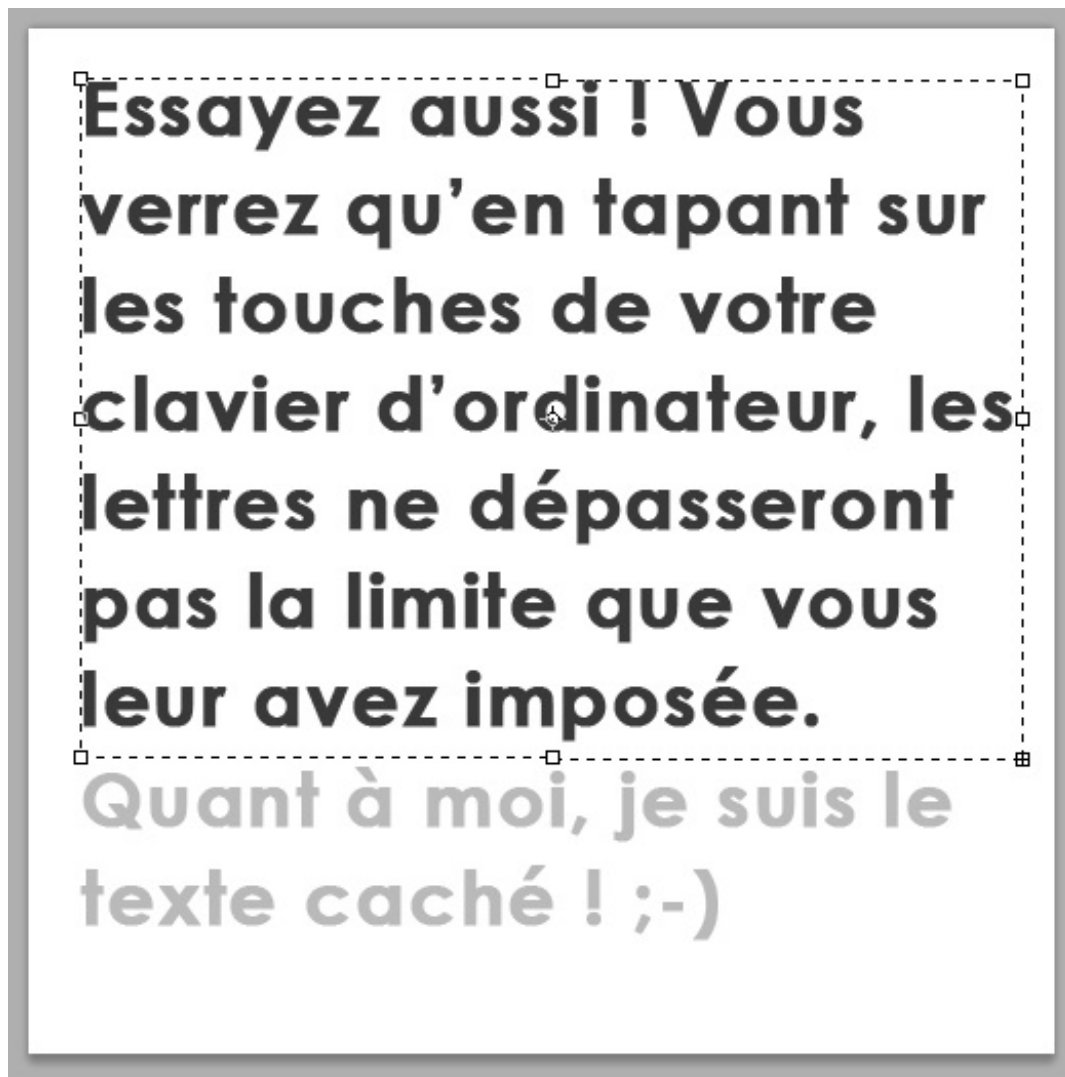 Essayez aussi ! Vous
verrez qu’en tapant sur
les touches de votre
clavier d’ordinateur, les
lettres ne dépasseront
pas la limite que vous
leur avez imposée.
Quant à moi, je suis le
texte caché ! ;-)